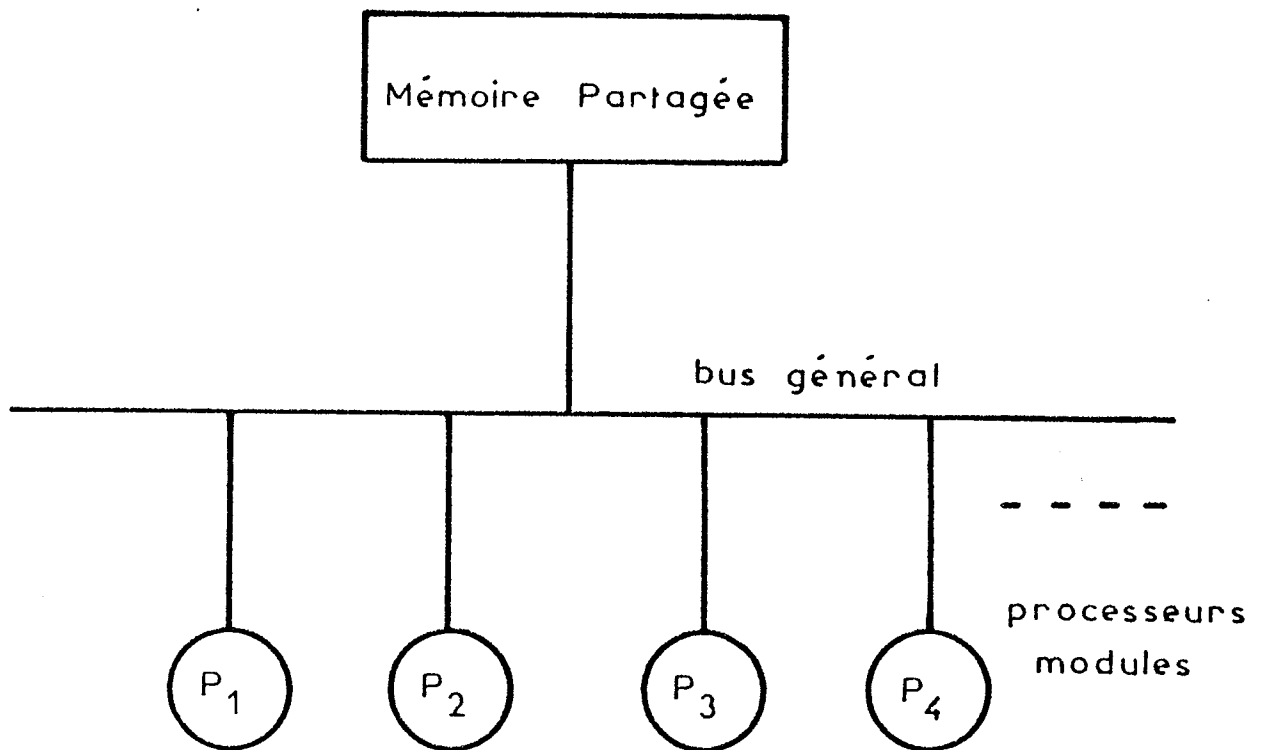 Mémoire Partagée
bus général
processeurs
modules
P1 P2 P3 P4